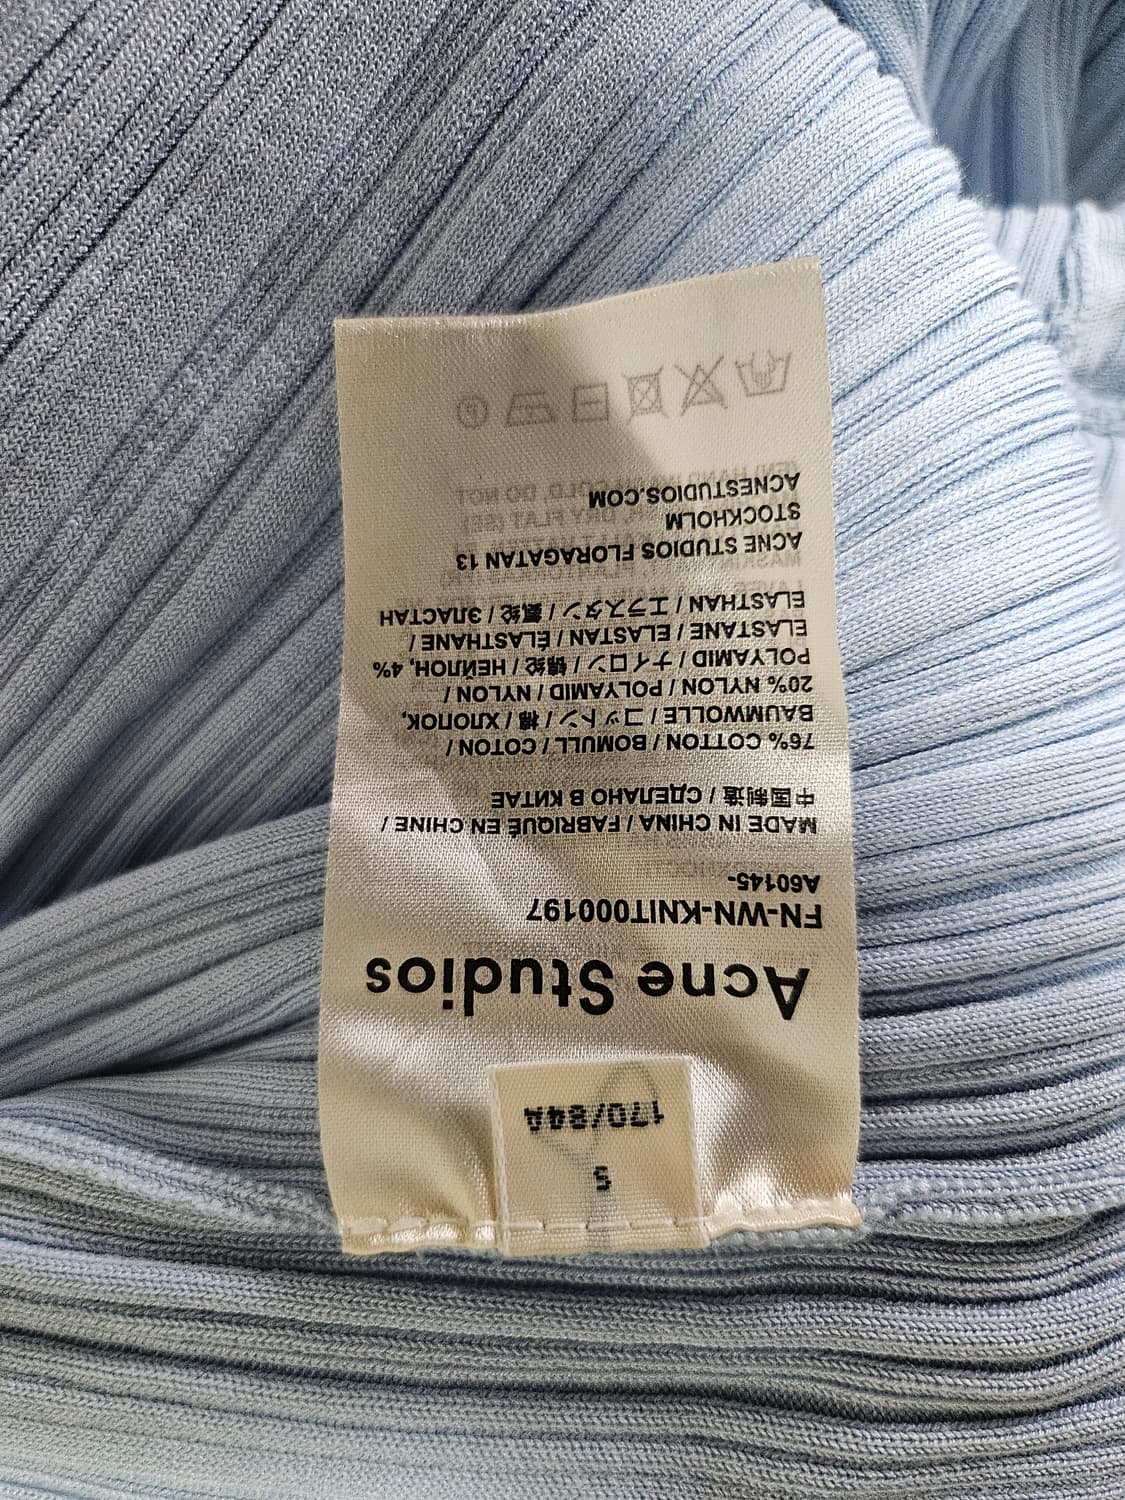 S
170/84A
Acne Studios
FN-WN-KNIT000197
A60145-
MADE IN CHINA / FABRIQUÉ EN CHINE /
中国制造 / СДЕЛАНО В КИТАЕ
76% COTTON / BOMULL / COTON /
BAUMWOLLE / コットン / 棉 / ХЛОПОК,
20% NYLON / POLYAMID / NYLON /
POLYAMID / ナイロン / 锦纶 / НЕЙЛОН, 4%
ELASTANE / ELASTAN / ÉLASTHANE /
ELASTHAN / エラスタン / 氨纶 / ЭЛАСТАН
ACNE STUDIOS FLORAGATAN 13
STOCKHOLM
ACNESTUDIOS.COM